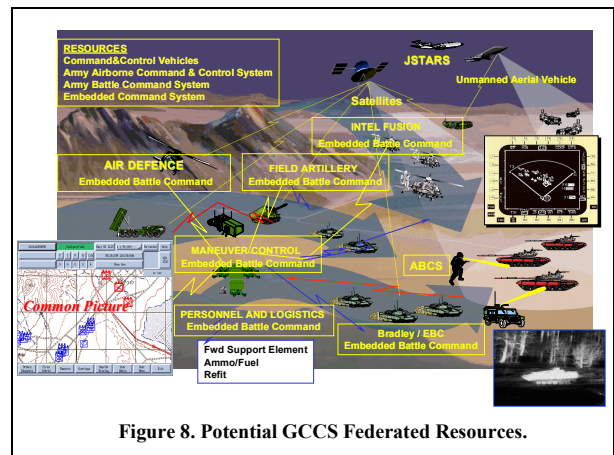 RESOURCES
Command&Control Vehicles
Army Airborne Command & Control System
Army Battle Command System
Embedded Command System
JSTARS
Unmanned Aerial Vehicle
Satellites
INTEL FUSION
Embedded Battle Command
AIR DEFENCE
Embedded Battle Command
FIELD ARTILLERY
Embedded Battle Command
MANEUVER/CONTROL
Embedded Battle Command
ABCS
Common Picture
PERSONNEL AND LOGISTICS
Embedded Battle Command
Bradley / EBC
Embedded Battle Command
Fwd Support Element
Ammo/Fuel
Refit
Figure 8. Potential GCCS Federated Resources.